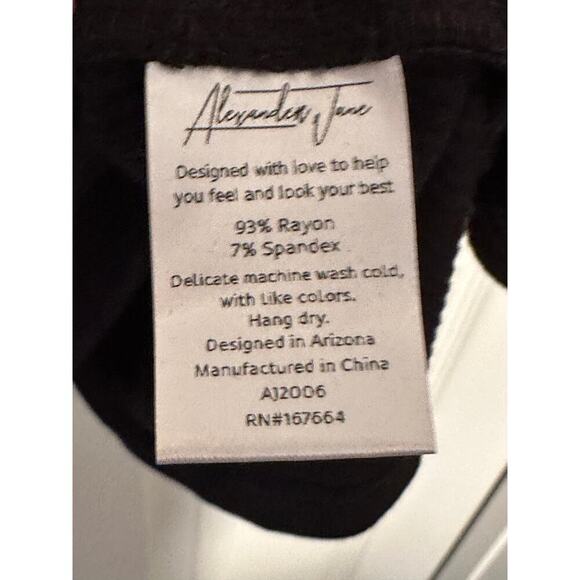 Alexander Jane
Designed with love to help
you feel and look your best
93% Rayon
7% Spandex
Delicate machine wash cold,
with like colors.
Hang dry.
Designed in Arizona
Manufactured in China
AJ2006
RN#167664